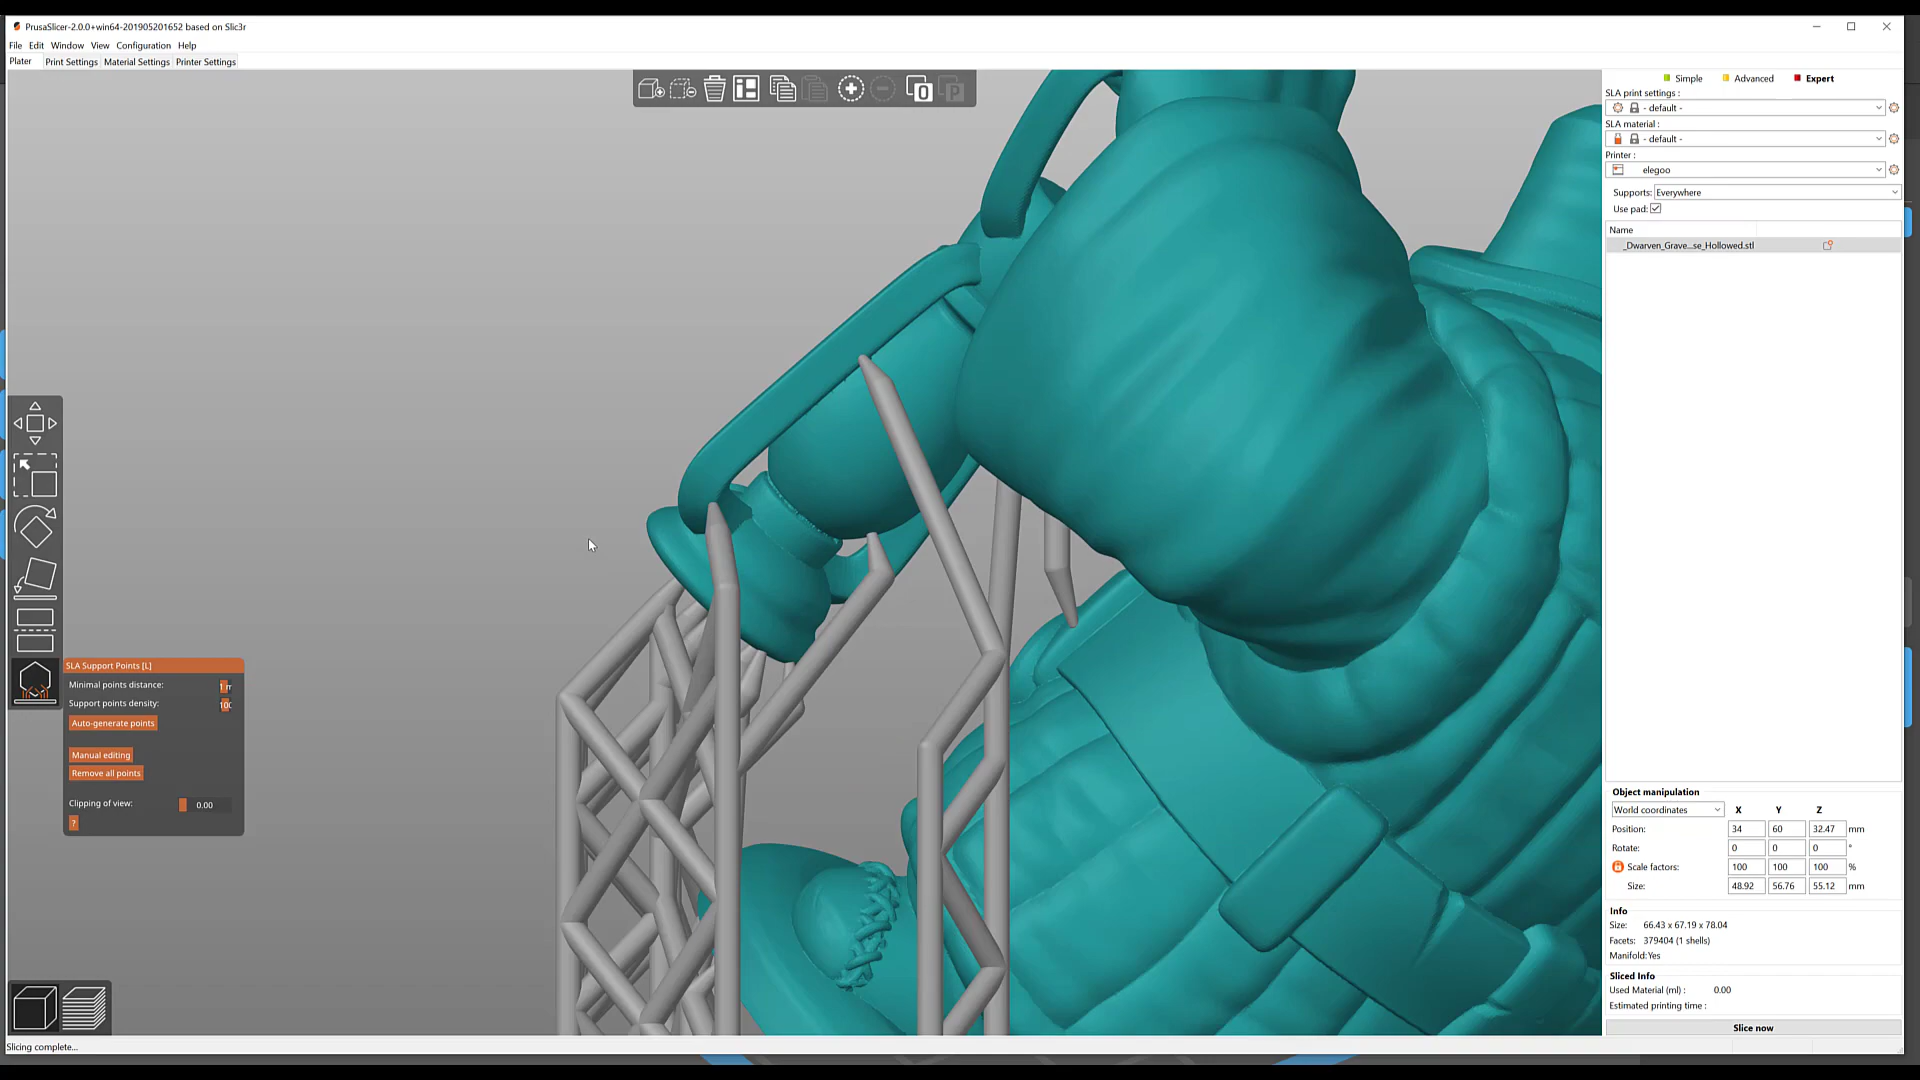 PrusaSlicer-2.0.0+win64-201905201652 based on Slic3r
File Edit Window View Configuration Help
Plater Print Settings Material Settings Printer Settings
Simple Advanced Expert
SLA print settings :
- default -
SLA material :
- default -
Printer :
elegoo
Supports: Everywhere
Use pad:
Name
_Dwarven_Grave...se_Hollowed.stl
SLA Support Points [L]
Minimal points distance: 1 m
Support points density: 100
Auto-generate points
Manual editing
Remove all points
Clipping of view: 0.00
?
Object manipulation
World coordinates X Y Z
Position: 34 60 32.47 mm
Rotate: 0 0 0 °
Scale factors: 100 100 100 %
Size: 48.92 56.76 55.12 mm
Info
Size: 66.43 x 67.19 x 78.04
Facets: 379404 (1 shells)
Manifold: Yes
Sliced Info
Used Material (ml) : 0.00
Estimated printing time :
Slice now
Slicing complete...